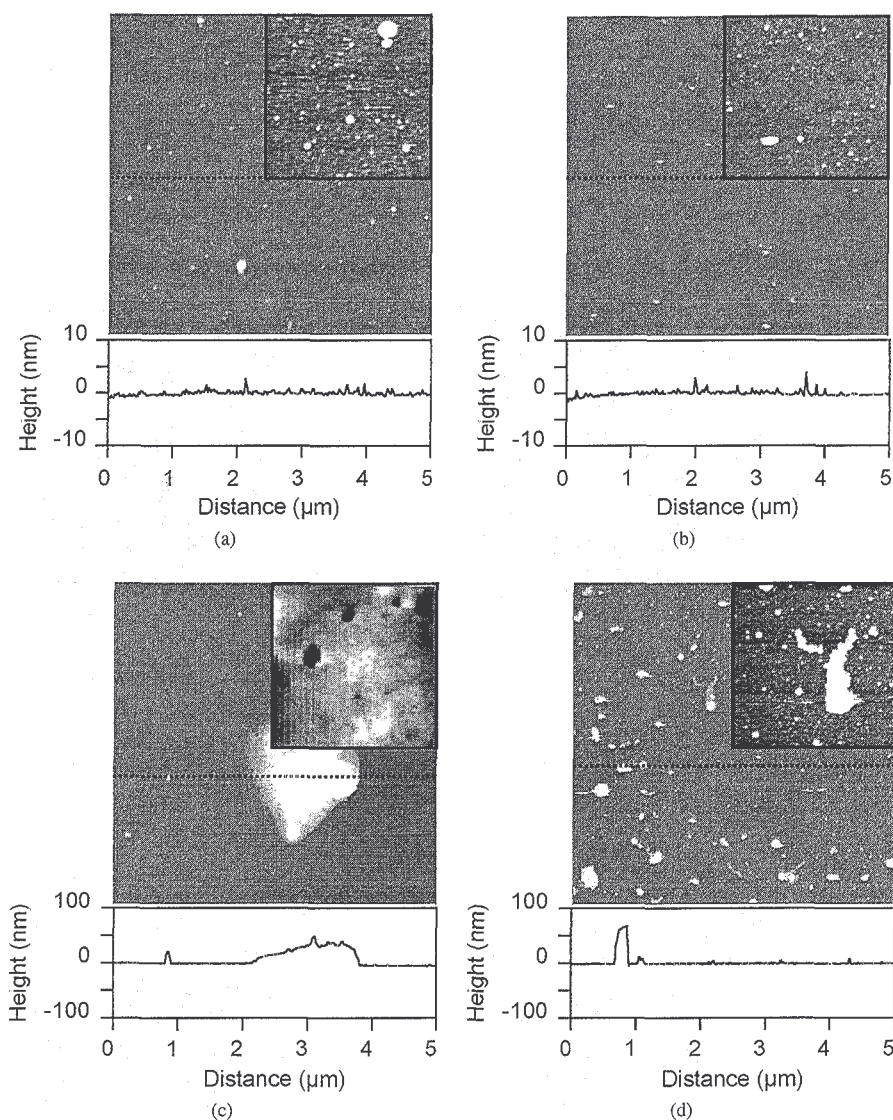 10
0
-10
Height (nm)
0 1 2 3 4 5
Distance (µm)
(a)
10
0
-10
Height (nm)
0 1 2 3 4 5
Distance (µm)
(b)
100
0
-100
Height (nm)
0 1 2 3 4 5
Distance (µm)
(c)
100
0
-100
Height (nm)
0 1 2 3 4 5
Distance (µm)
(d)